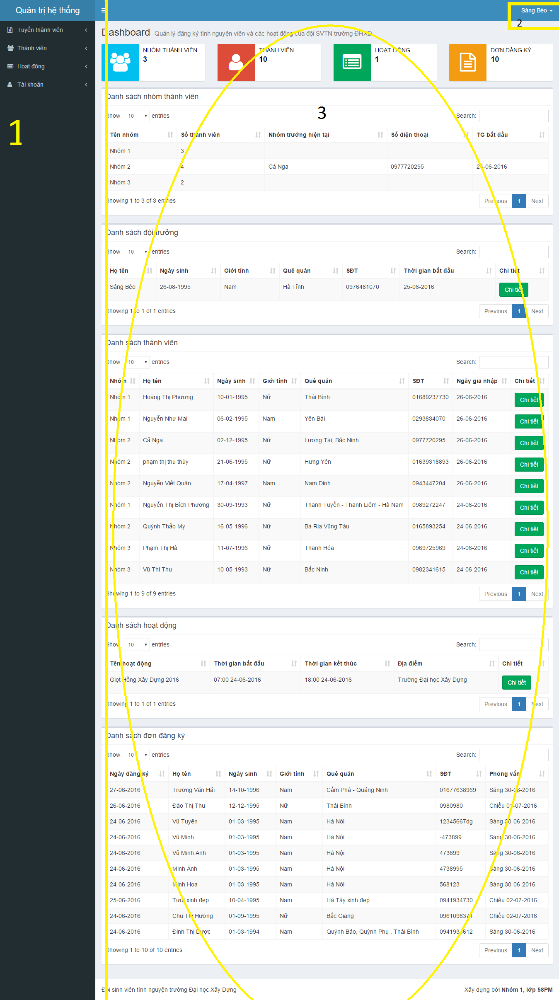 Quản trị hệ thống
Sáng Béo
2
Tuyển thành viên
Thành viên
Hoạt động
Tài khoản
1
Dashboard Quản lý đăng ký tình nguyện viên và các hoạt động của đội SVTN trường ĐHXD
NHÓM THÀNH VIÊN
3
THÀNH VIÊN
10
HOẠT ĐỘNG
1
ĐƠN ĐĂNG KÝ
10
3
Danh sách nhóm thành viên
Show 10 entries Search:
Tên nhóm Số thành viên Nhóm trưởng hiện tại Số điện thoại TG bắt đầu
Nhóm 1 3
Nhóm 2 4 Cả Nga 0977720295 26-06-2016
Nhóm 3 2
Showing 1 to 3 of 3 entries Previous 1 Next
Danh sách đội trưởng
Show 10 entries Search:
Họ tên Ngày sinh Giới tính Quê quán SĐT Thời gian bắt đầu Chi tiết
Sáng Béo 26-08-1995 Nam Hà Tĩnh 0976481070 25-06-2016 Chi tiết
Showing 1 to 1 of 1 entries Previous 1 Next
Danh sách thành viên
Show 10 entries Search:
Nhóm Họ tên Ngày sinh Giới tính Quê quán SĐT Ngày gia nhập Chi tiết
Nhóm 1 Hoàng Thị Phương 10-01-1995 Nữ Thái Bình 01689237730 26-06-2016 Chi tiết
Nhóm 1 Nguyễn Như Mai 06-02-1995 Nam Yên Bái 0293834070 26-06-2016 Chi tiết
Nhóm 2 Cả Nga 02-12-1995 Nữ Lương Tài, Bắc Ninh 0977720295 26-06-2016 Chi tiết
Nhóm 2 phạm thị thu thùy 21-06-1995 Nữ Hưng Yên 01639318893 26-06-2016 Chi tiết
Nhóm 2 Nguyễn Viết Quân 17-04-1997 Nam Nam Định 0943447204 26-06-2016 Chi tiết
Nhóm 1 Nguyễn Thị Bích Phương 30-09-1993 Nữ Thanh Tuyền - Thanh Liêm - Hà Nam 0989272247 24-06-2016 Chi tiết
Nhóm 2 Quỳnh Thảo My 16-05-1996 Nữ Bà Rịa Vũng Tàu 0165893254 24-06-2016 Chi tiết
Nhóm 3 Phạm Thị Hà 11-07-1996 Nữ Thanh Hóa 0969725969 24-06-2016 Chi tiết
Nhóm 3 Vũ Thị Thu 10-05-1993 Nữ Bắc Ninh 0982341615 24-06-2016 Chi tiết
Showing 1 to 9 of 9 entries Previous 1 Next
Danh sách hoạt động
Show 10 entries Search:
Tên hoạt động Thời gian bắt đầu Thời gian kết thúc Địa điểm Chi tiết
Giọt Hồng Xây Dựng 2016 07:00 24-06-2016 18:00 24-06-2016 Trường Đại học Xây Dựng Chi tiết
Showing 1 to 1 of 1 entries Previous 1 Next
Danh sách đơn đăng ký
Show 10 entries Search:
Ngày đăng ký Họ tên Ngày sinh Giới tính Quê quán SĐT Phỏng vấn
27-06-2016 Trương Văn Hải 14-10-1996 Nam Cẩm Phả - Quảng Ninh 01677638969 Sáng 30-06-2016
26-06-2016 Đào Thị Thu 12-12-1995 Nữ Thái Bình 0980980 Chiều 01-07-2016
24-06-2016 Vũ Tuyên 01-03-1995 Nam Hà Nội 12345667dg Sáng 30-06-2016
24-06-2016 Vũ Minh 01-03-1995 Nam Hà Nội -473899 Sáng 30-06-2016
24-06-2016 Vũ Minh Anh 01-03-1995 Nam Hà Nội 473899 Sáng 30-06-2016
24-06-2016 Minh Anh 01-03-1995 Nam Hà Nội 4738995 Sáng 30-06-2016
24-06-2016 Minh Hoa 01-03-1995 Nam Hà Nội 568123 Sáng 30-06-2016
25-06-2016 Tươi xinh đẹp 10-04-1995 Nam Hà Tây xinh đẹp 0941934730 Chiều 02-07-2016
24-06-2016 Chu Thị Hương 01-09-1995 Nữ Bắc Giang 0961098374 Chiều 02-07-2016
24-06-2016 Đinh Thị Dược 01-03-1994 Nam Quỳnh Bảo, Quỳnh Phụ , Thái Bình 0941934612 Sáng 30-06-2016
Showing 1 to 10 of 10 entries Previous 1 Next
Đội sinh viên tình nguyện trường Đại học Xây Dựng Xây dựng bởi Nhóm 1, lớp 58PM